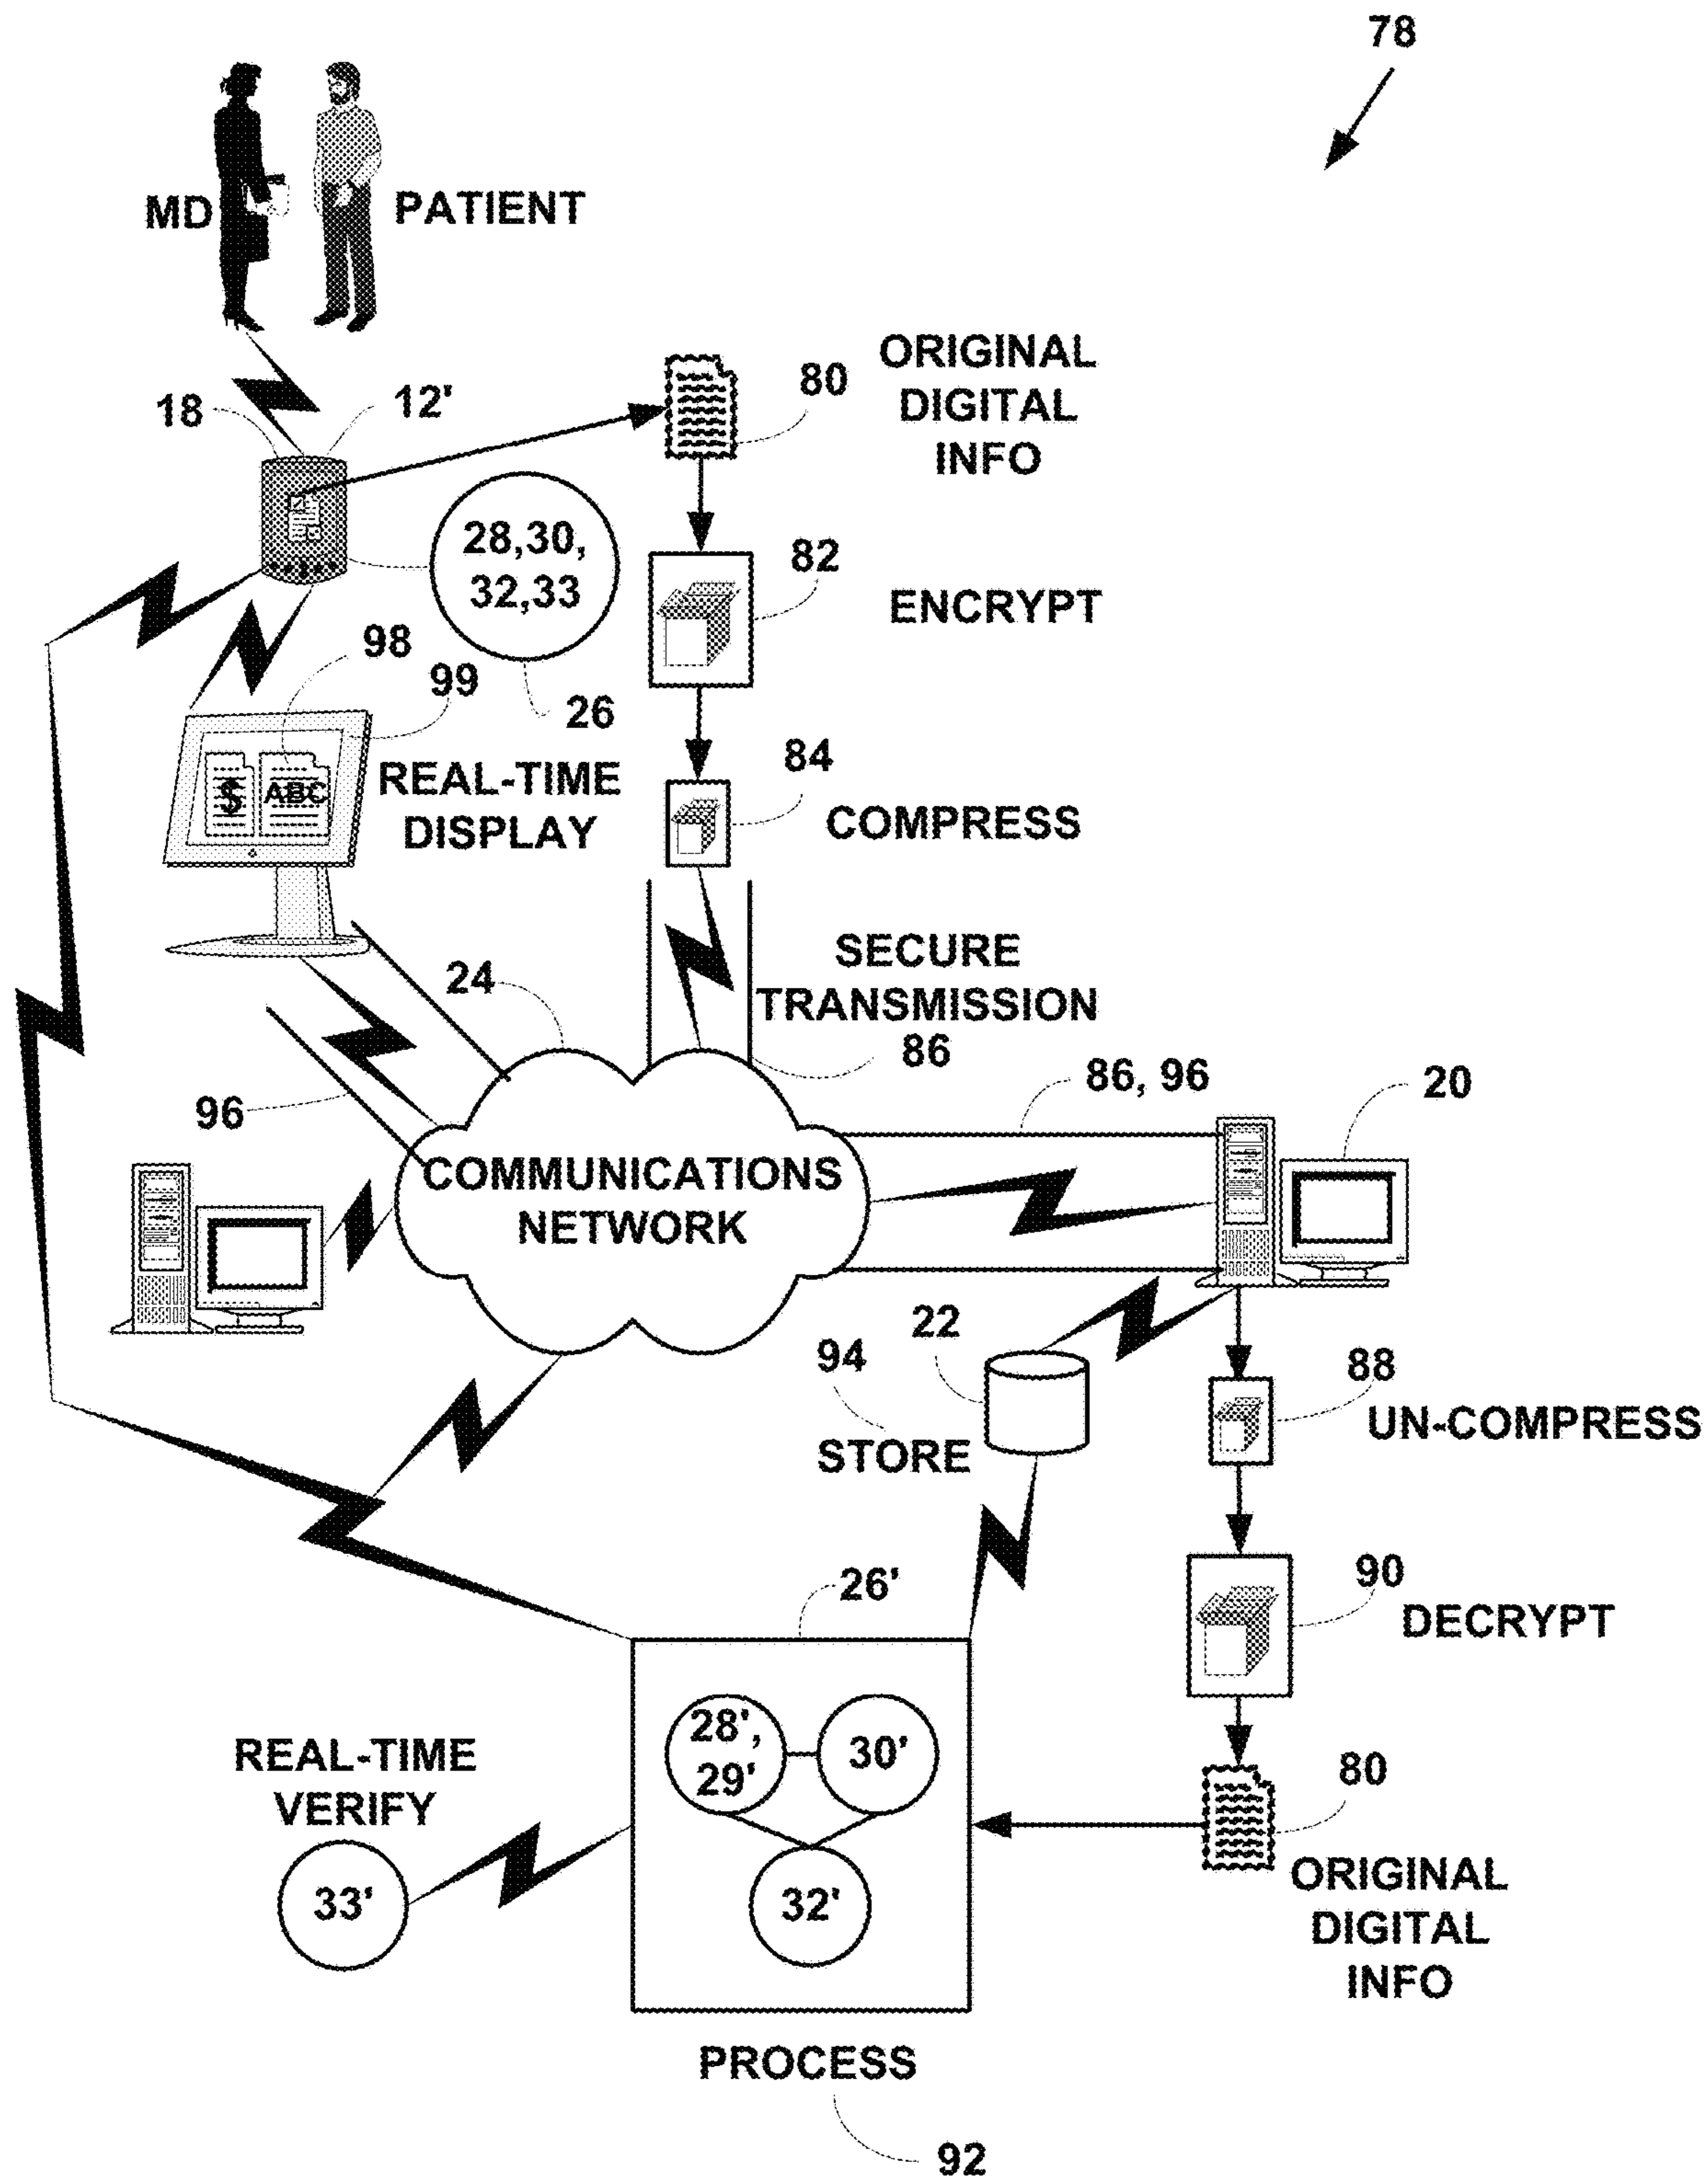 78
MD
PATIENT
ORIGINAL
DIGITAL
INFO
80
18
12'
28,30,
32,33
26
82
ENCRYPT
98
99
$
ABC
REAL-TIME
DISPLAY
84
COMPRESS
SECURE
TRANSMISSION
86
24
96
86, 96
20
COMMUNICATIONS
NETWORK
22
94
STORE
88
UN-COMPRESS
90
DECRYPT
26'
28',
29'
30'
32'
REAL-TIME
VERIFY
33'
80
ORIGINAL
DIGITAL
INFO
PROCESS
92